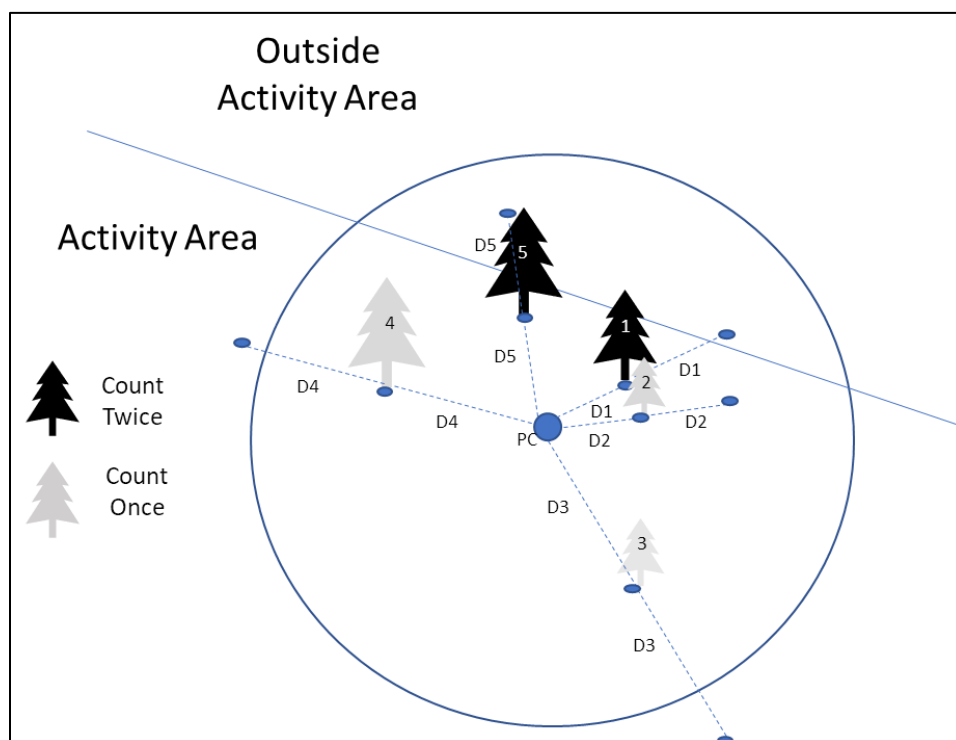 Outside
Activity Area
Activity Area
D5
5
4
1
D5
D1
2
D4
D1
D4
PC
D2
D2
Count
Twice
Count
Once
D3
3
D3